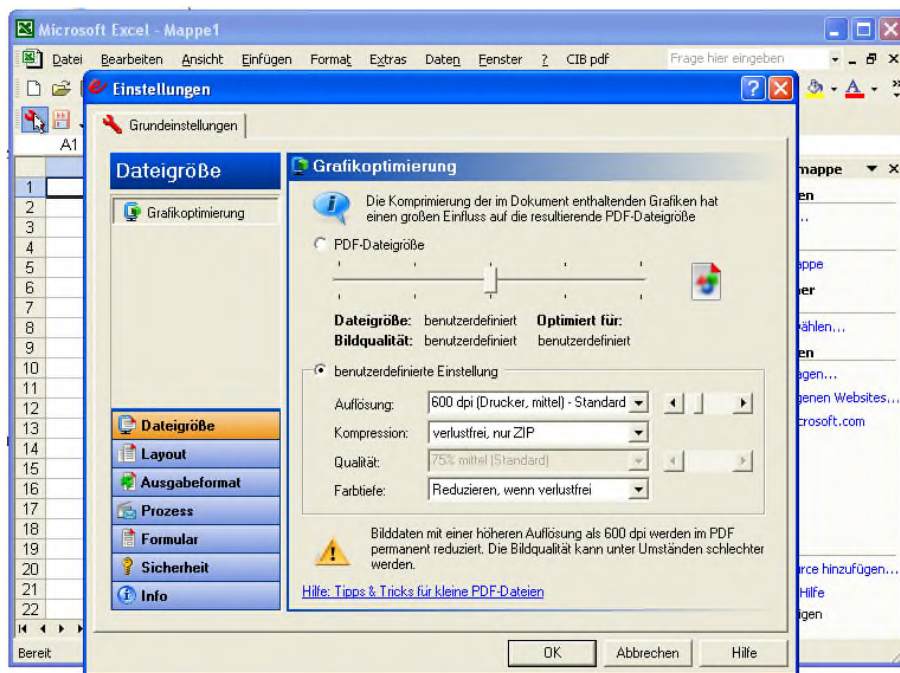 Microsoft Excel - Mappe1
Datei Bearbeiten Ansicht Einfügen Format Extras Daten Fenster ? CIB pdf Frage hier eingeben
Einstellungen
Grundeinstellungen
A1
Dateigröße
Grafikoptimierung
Grafikoptimierung
Die Komprimierung der im Dokument enthaltenden Grafiken hat
einen großen Einfluss auf die resultierende PDF-Dateigröße
PDF-Dateigröße
Dateigröße: benutzerdefiniert Optimiert für:
Bildqualität: benutzerdefiniert benutzerdefiniert
benutzerdefinierte Einstellung
Auflösung: 600 dpi (Drucker, mittel) - Standard
Kompression: verlustfrei, nur ZIP
Qualität: 75% mittel (Standard)
Farbtiefe: Reduzieren, wenn verlustfrei
Bilddaten mit einer höheren Auflösung als 600 dpi werden im PDF
permanent reduziert. Die Bildqualität kann unter Umständen schlechter
werden.
Hilfe: Tipps & Tricks für kleine PDF-Dateien
Dateigröße
Layout
Ausgabeformat
Prozess
Formular
Sicherheit
Info
OK Abbrechen Hilfe
1
2
3
4
5
6
7
8
9
10
11
12
13
14
15
16
17
18
19
20
21
22
mappe
en
..
appe
er
ählen...
en
agen...
genen Websites...
crosoft.com
urce hinzufügen...
Hilfe
igen
Bereit